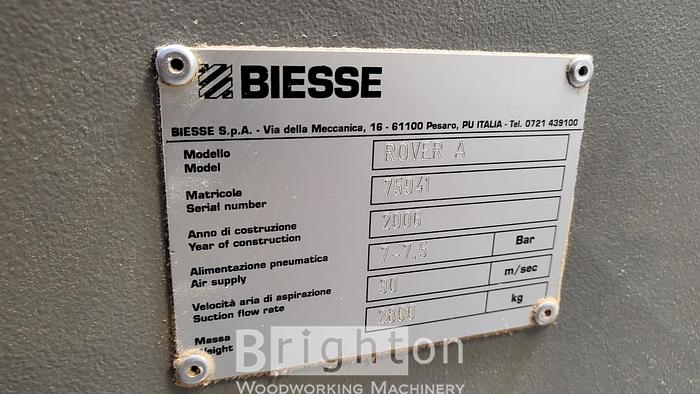 BIESSE
BIESSE S.p.A. - Via della Meccanica, 16 - 61100 Pesaro, PU ITALIA - Tel. 0721 439100
Modello
Model
ROVER A
Matricole
Serial number
75941
Anno di costruzione
Year of construction
2006
Alimentazione pneumatica
Air supply
7-7.5 Bar
Velocità aria di aspirazione
Suction flow rate
30 m/sec
Massa
Weight
2800 kg
Brighton
WOODWORKING MACHINERY